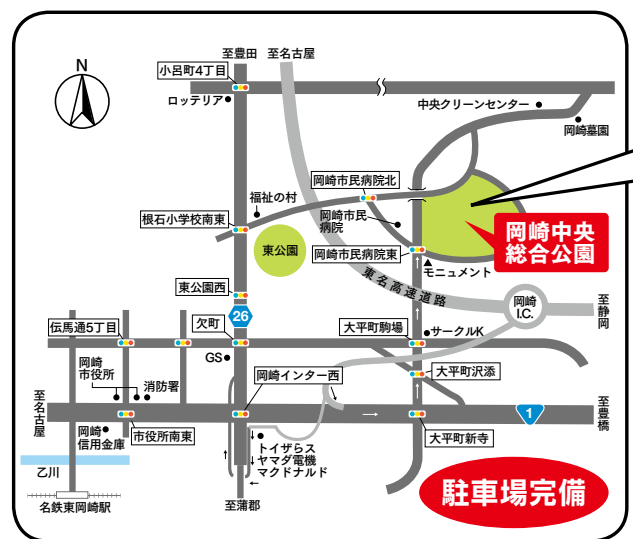 至豊田
至名古屋
小呂町4丁目
ロッテリア
中央クリーンセンター
岡崎墓園
N
福祉の村
岡崎市民病院北
根石小学校南東
岡崎市民
病院
東公園
岡崎市民病院東
岡崎中央
総合公園
モニュメント
東名高速道路
東公園西
岡崎
I.C.
至静岡
26
伝馬通5丁目
欠町
大平町駒場
サークルK
GS
岡崎
市役所
消防署
岡崎インター西
大平町沢添
至名古屋
至豊橋
1
岡崎
信用金庫
市役所南東
大平町新寺
トイザらス
ヤマダ電機
マクドナルド
乙川
名鉄東岡崎駅
至蒲郡
駐車場完備